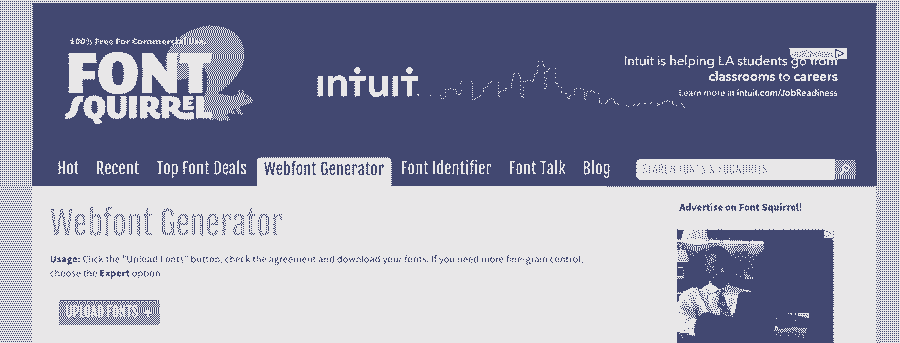 100% Free For Commercial Use
FONT
SQUIRREL
intuit
Intuit is helping LA students go from
classrooms to careers
Learn more at intuit.com/JobReadiness
Hot Recent Top Font Deals Webfont Generator Font Identifier Font Talk Blog SEARCH FONTS & FOUNDRIES
Webfont Generator
Advertise on Font Squirrel!
Usage: Click the "Upload Fonts" button, check the agreement and download your fonts. If you need more fine-grain control,
choose the Expert option.
UPLOAD FONTS